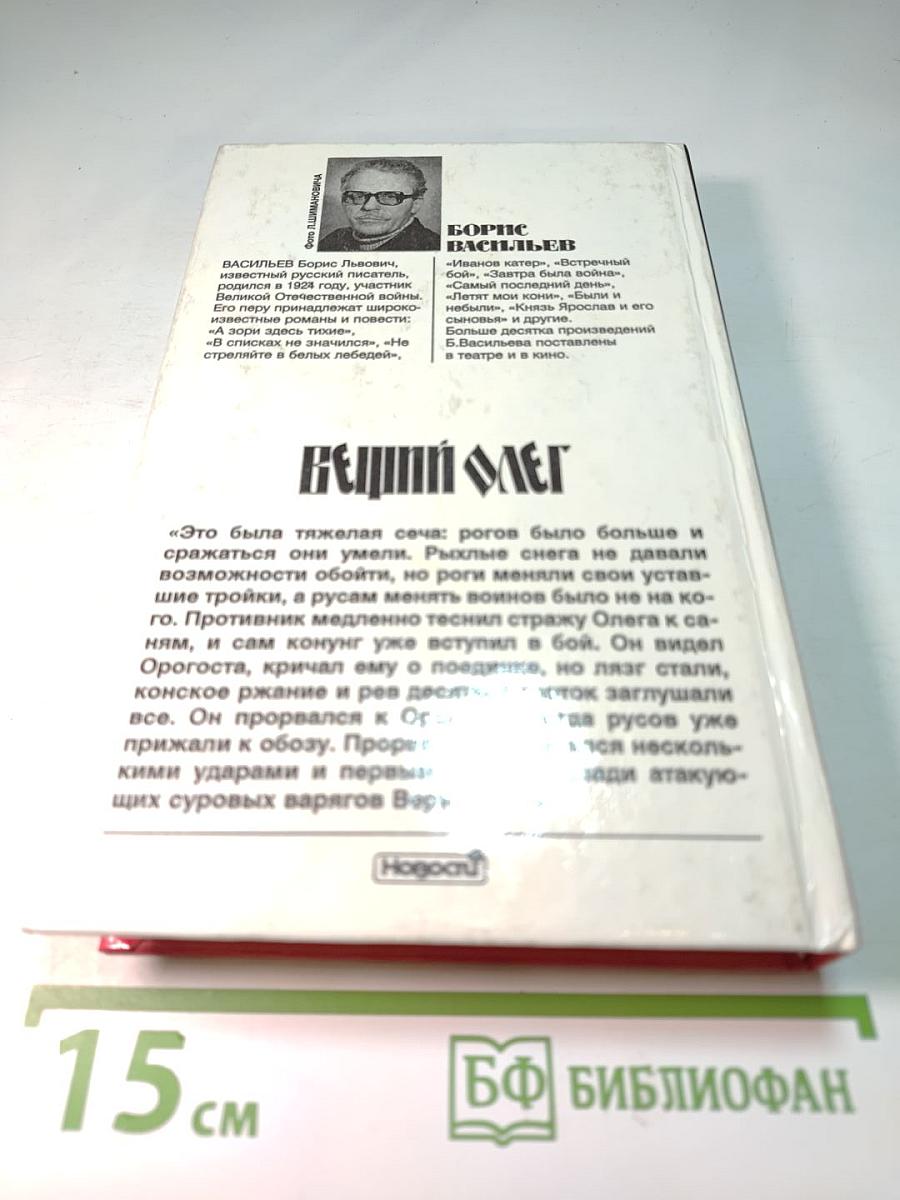 Фото Л.ШИМАНОВИЧА
БОРИС
ВАСИЛЬЕВ
ВАСИЛЬЕВ Борис Львович,
известный русский писатель,
родился в 1924 году, участник
Великой Отечественной войны.
Его перу принадлежат широко-
известные романы и повести:
«А зори здесь тихие»,
«В списках не значился», «Не
стреляйте в белых лебедей»,
«Иванов катер», «Встречный
бой», «Завтра была война»,
«Самый последний день»,
«Летят мои кони», «Были и
небыли», «Князь Ярослав и его
сыновья» и другие.
Больше десятка произведений
Б.Васильева поставлены
в театре и в кино.
ВЕЩИЙ ОЛЕГ
«Это была тяжелая сеча: рогов было больше и
сражаться они умели. Рыхлые снега не давали
возможности обойти, но роги меняли свои устав-
шие тройки, а русам менять воинов было не на ко-
го. Противник медленно теснил стражу Олега к са-
ням, и сам конунг уже вступил в бой. Он видел
Орогоста, кричал ему о поединке, но лязг стали,
конское ржание и рев заглушали
все. Он прорвался к русов уже
прижали к обозу. несколь-
кими ударами и атакую-
щих суровых варягов
Новости
15 см
БФ БИБЛИОФАН